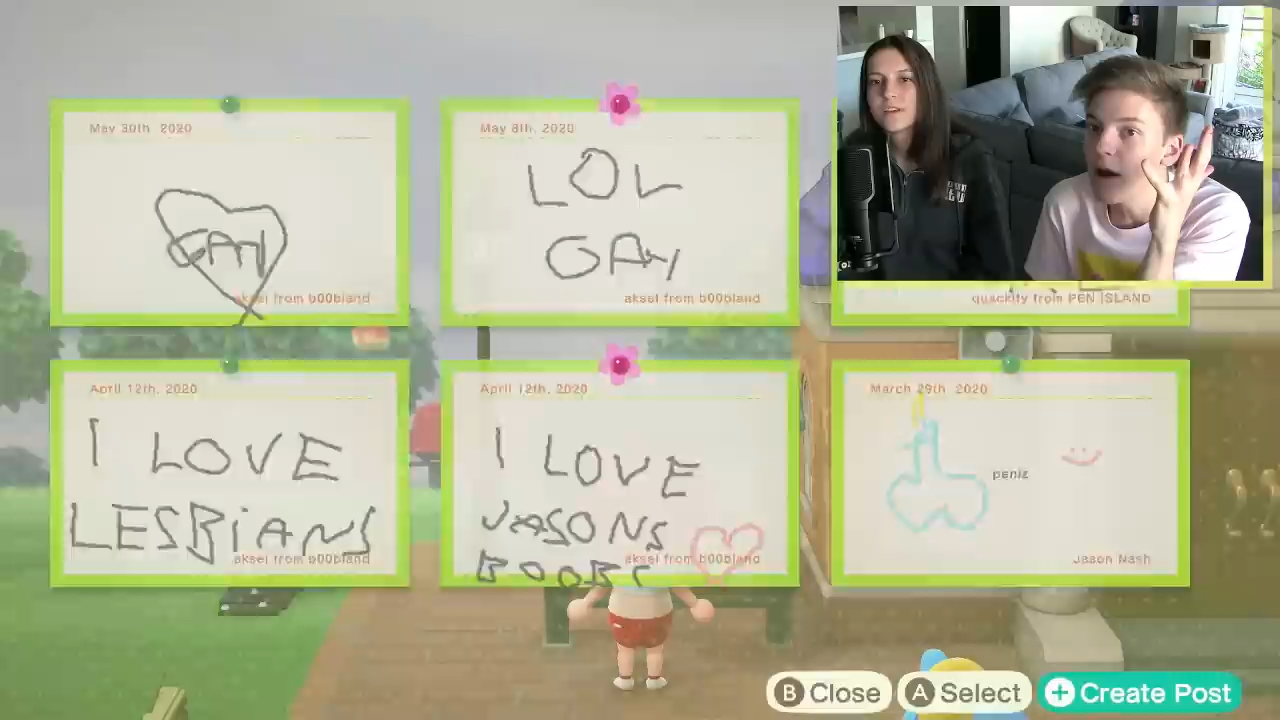 May 30th, 2020
GAY
aksel from b00bland
May 8th, 2020
LOL
GAY
aksel from b00bland
quackity from PEN ISLAND
April 12th, 2020
I LOVE
LESBIANS
aksel from b00bland
April 12th, 2020
I LOVE
JASONS
BOOBS
aksel from b00bland
March 29th, 2020
peniz
Jason Nash
B Close
A Select
+ Create Post